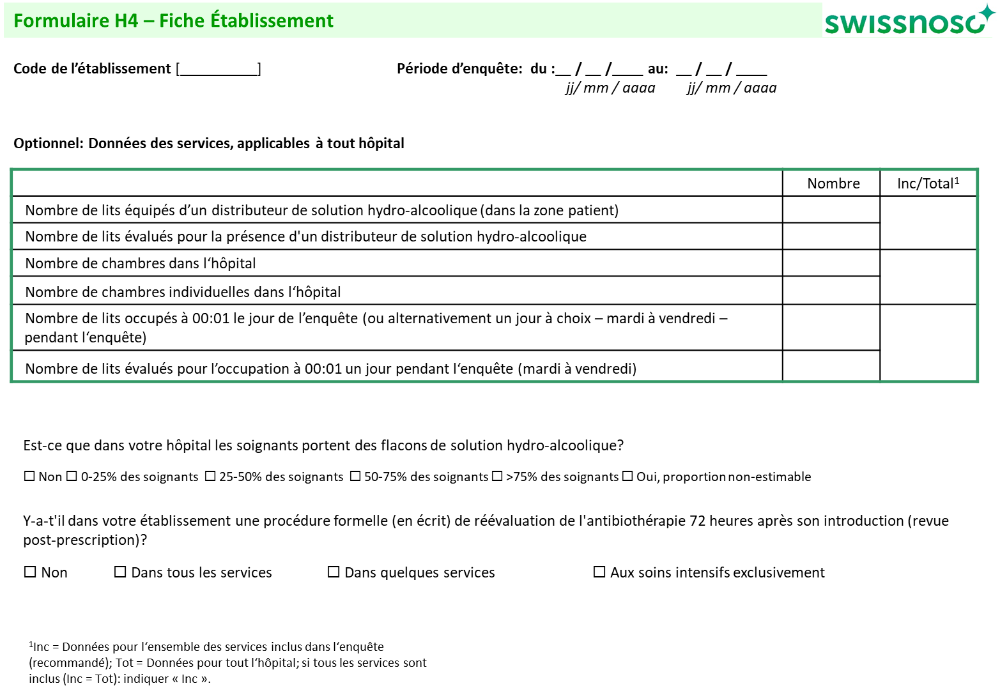 Formulaire H4 – Fiche Établissement
swissnoso
Code de l’établissement [__________]
Période d’enquête: du :__ / __ /____ au: __ / __ / ____
jj/ mm / aaaa jj/ mm / aaaa
Optionnel: Données des services, applicables à tout hôpital
Nombre Inc/Total¹
Nombre de lits équipés d’un distributeur de solution hydro-alcoolique (dans la zone patient)
Nombre de lits évalués pour la présence d'un distributeur de solution hydro-alcoolique
Nombre de chambres dans l‘hôpital
Nombre de chambres individuelles dans l‘hôpital
Nombre de lits occupés à 00:01 le jour de l’enquête (ou alternativement un jour à choix – mardi à vendredi –
pendant l‘enquête)
Nombre de lits évalués pour l’occupation à 00:01 un jour pendant l‘enquête (mardi à vendredi)
Est-ce que dans votre hôpital les soignants portent des flacons de solution hydro-alcoolique?
☐ Non ☐ 0-25% des soignants ☐ 25-50% des soignants ☐ 50-75% des soignants ☐ >75% des soignants ☐ Oui, proportion non-estimable
Y-a-t'il dans votre établissement une procédure formelle (en écrit) de réévaluation de l'antibiothérapie 72 heures après son introduction (revue
post-prescription)?
☐ Non ☐ Dans tous les services ☐ Dans quelques services ☐ Aux soins intensifs exclusivement
¹Inc = Données pour l‘ensemble des services inclus dans l‘enquête
(recommandé); Tot = Données pour tout l‘hôpital; si tous les services sont
inclus (Inc = Tot): indiquer « Inc ».